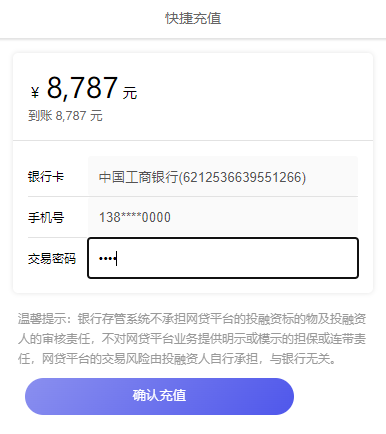 快捷充值
¥ 8,787 元
到账 8,787 元
银行卡 中国工商银行(6212536639551266)
手机号 138****0000
交易密码 ••••
温馨提示：银行存管系统不承担网贷平台的投融资标的物及投融资
人的审核责任，不对网贷平台业务提供明示或模示的担保或连带责
任，网贷平台的交易风险由投融资人自行承担，与银行无关。
确认充值